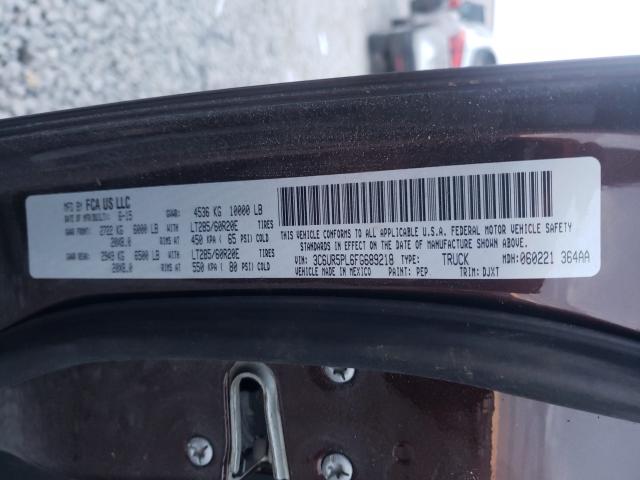 MFD BY FCA US LLC
DATE OF MFR/BUILT: 6-15 GVWR: 4536 KG 10000 LB
GAWR FRONT: 2722 KG 6000 LB WITH LT285/60R20E TIRES
20X8.0 RIMS AT 450 KPA ( 65 PSI) COLD
GAWR REAR: 2949 KG 6500 LB WITH LT285/60R20E TIRES
20X8.0 RIMS AT 550 KPA ( 80 PSI) COLD
THIS VEHICLE CONFORMS TO ALL APPLICABLE U.S.A. FEDERAL MOTOR VEHICLE SAFETY
STANDARDS IN EFFECT ON THE DATE OF MANUFACTURE SHOWN ABOVE.
VIN: 3C6UR5PL6FG689218 TYPE: TRUCK MDH: 060221 364AA
VEHICLE MADE IN MEXICO PAINT: PEP TRIM: DJXT